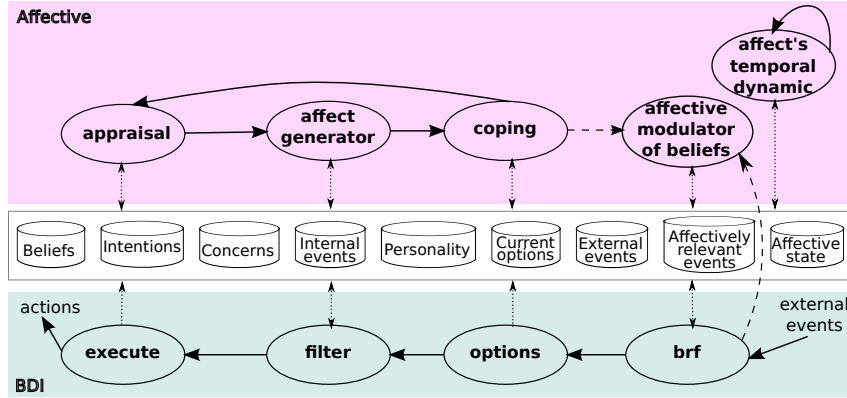 Affective
affect's
temporal
dynamic
appraisal
affect
generator
coping
affective
modulator
of beliefs
Beliefs
Intentions
Concerns
Internal
events
Personality
Current
options
External
events
Affectively
relevant
events
Affective
state
actions
external
events
execute
filter
options
brf
BDI